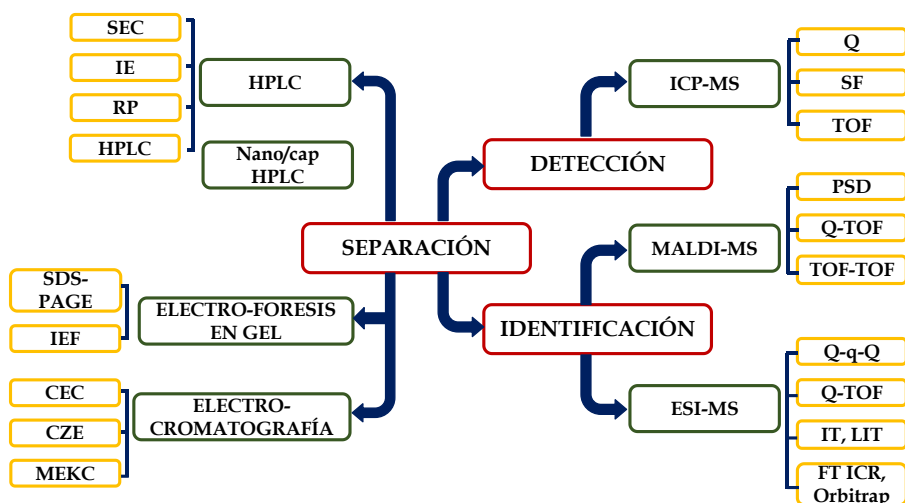 SEC
IE
RP
HPLC
HPLC
Nano/cap
HPLC
SEPARACIÓN
SDS-
PAGE
IEF
ELECTRO-FORESIS
EN GEL
CEC
CZE
MEKC
ELECTRO-
CROMATOGRAFÍA
DETECCIÓN
ICP-MS
Q
SF
TOF
IDENTIFICACIÓN
MALDI-MS
PSD
Q-TOF
TOF-TOF
ESI-MS
Q-q-Q
Q-TOF
IT, LIT
FT ICR,
Orbitrap